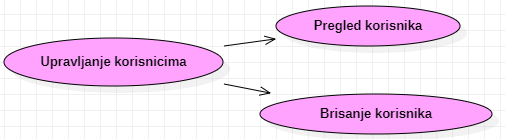 Pregled korisnika
Upravljanje korisnicima
Brisanje korisnika